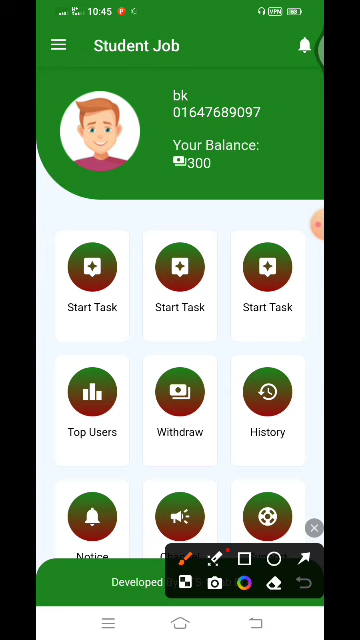 10:45
VPN
Student Job
bk
01647689097
Your Balance:
300
Start Task
Start Task
Start Task
Top Users
Withdraw
History
Notice
Developed